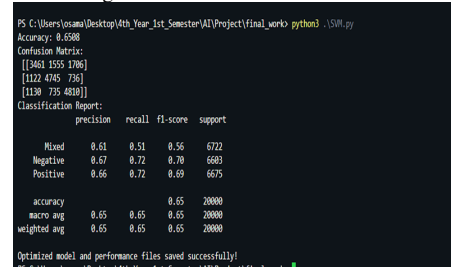 PS C:\Users\osama\Desktop\4th_Year_1st_Semester\AI\Project\final_work> python3 .\SVM.py
Accuracy: 0.6508
Confusion Matrix:
[[3461 1555 1706]
[1122 4745 736]
[1130 735 4810]]
Classification Report:
precision recall f1-score support
Mixed 0.61 0.51 0.56 6722
Negative 0.67 0.72 0.70 6603
Positive 0.66 0.72 0.69 6675
accuracy 0.65 20000
macro avg 0.65 0.65 0.65 20000
weighted avg 0.65 0.65 0.65 20000
Optimized model and performance files saved successfully!